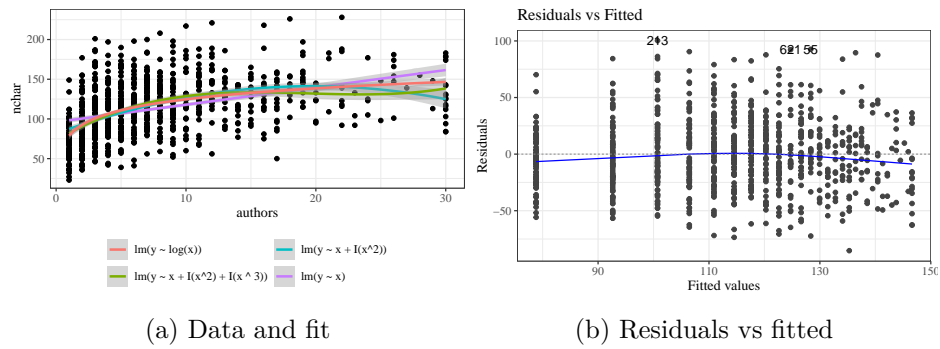 Residuals vs Fitted
200
150
100
50
nchar
0
10
20
30
authors
lm(y ~ log(x))
lm(y ~ x + I(x^2))
lm(y ~ x + I(x^2) + I(x ^ 3))
lm(y ~ x)
100
50
0
−50
Residuals
213
90
110
130
150
Fitted values
(a) Data and fit
(b) Residuals vs fitted